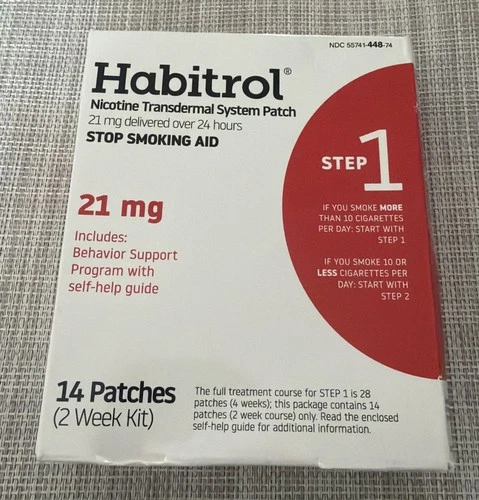 NDC 55741-448-74
Habitrol®
Nicotine Transdermal System Patch
21 mg delivered over 24 hours
STOP SMOKING AID
STEP 1
IF YOU SMOKE MORE
THAN 10 CIGARETTES
PER DAY: START WITH
STEP 1
IF YOU SMOKE 10 OR
LESS CIGARETTES PER
DAY: START WITH
STEP 2
21 mg
Includes:
Behavior Support
Program with
self-help guide
14 Patches
(2 Week Kit)
The full treatment course for STEP 1 is 28
patches (4 weeks); this package contains 14
patches (2 week course) only. Read the enclosed
self-help guide for additional information.